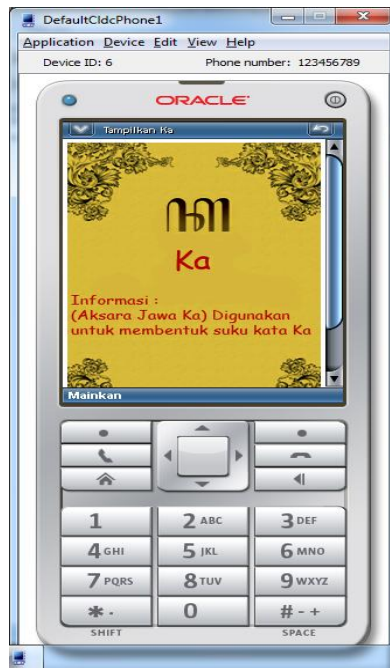 DefaultCldcPhone1
Application Device Edit View Help
Device ID: 6 Phone number: 123456789
ORACLE
Tampilkan Ka
ꦏ
Ka
Informasi :
(Aksara Jawa Ka) Digunakan
untuk membentuk suku kata Ka
Mainkan
1 2 ABC 3 DEF
4 GHI 5 JKL 6 MNO
7 PQRS 8 TUV 9 WXYZ
* . 0 # - +
SHIFT SPACE